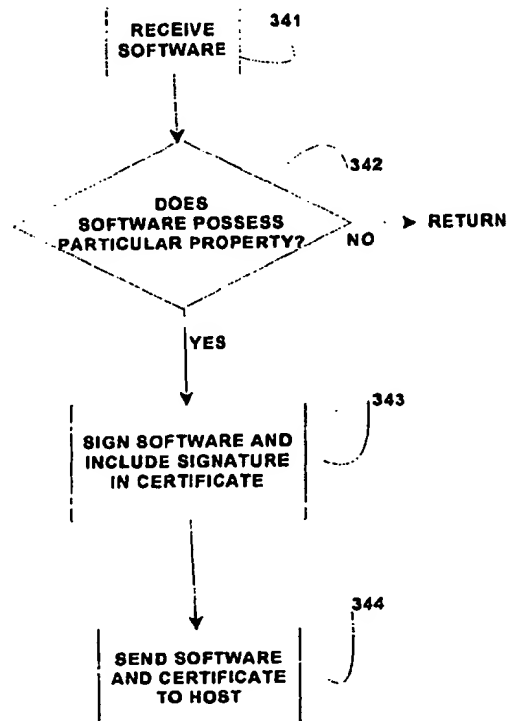 RECEIVE
SOFTWARE
341
342
DOES
SOFTWARE POSSESS
PARTICULAR PROPERTY?
NO
RETURN
YES
343
SIGN SOFTWARE AND
INCLUDE SIGNATURE
IN CERTIFICATE
344
SEND SOFTWARE
AND CERTIFICATE
TO HOST